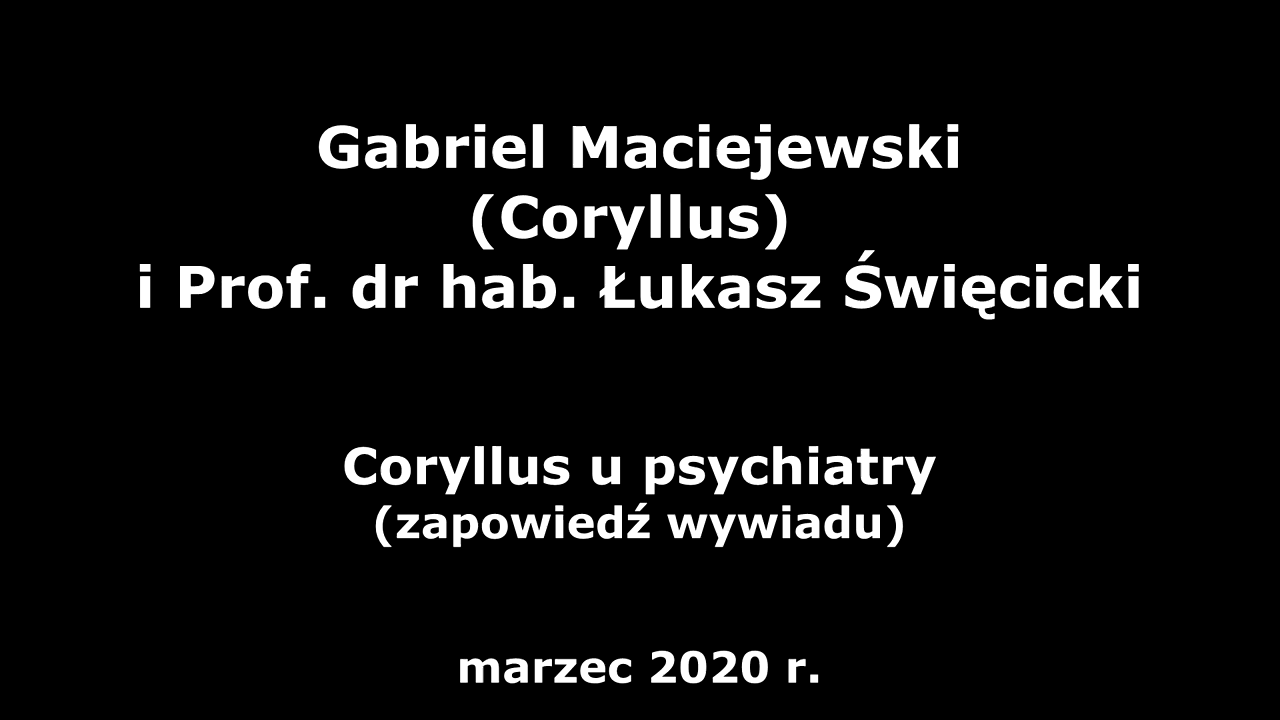 Gabriel Maciejewski
(Coryllus)
i Prof. dr hab. Łukasz Święcicki
Coryllus u psychiatry
(zapowiedź wywiadu)
marzec 2020 r.